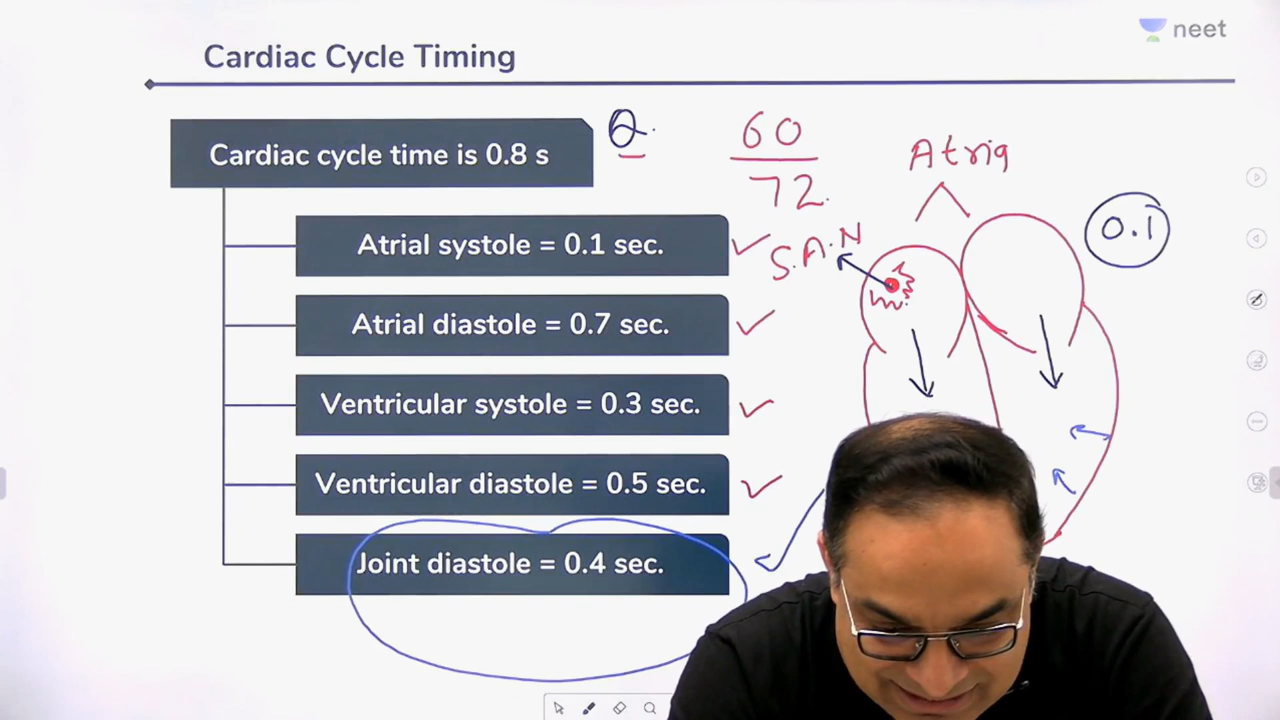 neet
Cardiac Cycle Timing
Cardiac cycle time is 0.8 s
Q.
60
72
Atria
Atrial systole = 0.1 sec.
S.A.N
0.1
Atrial diastole = 0.7 sec.
Ventricular systole = 0.3 sec.
Ventricular diastole = 0.5 sec.
Joint diastole = 0.4 sec.